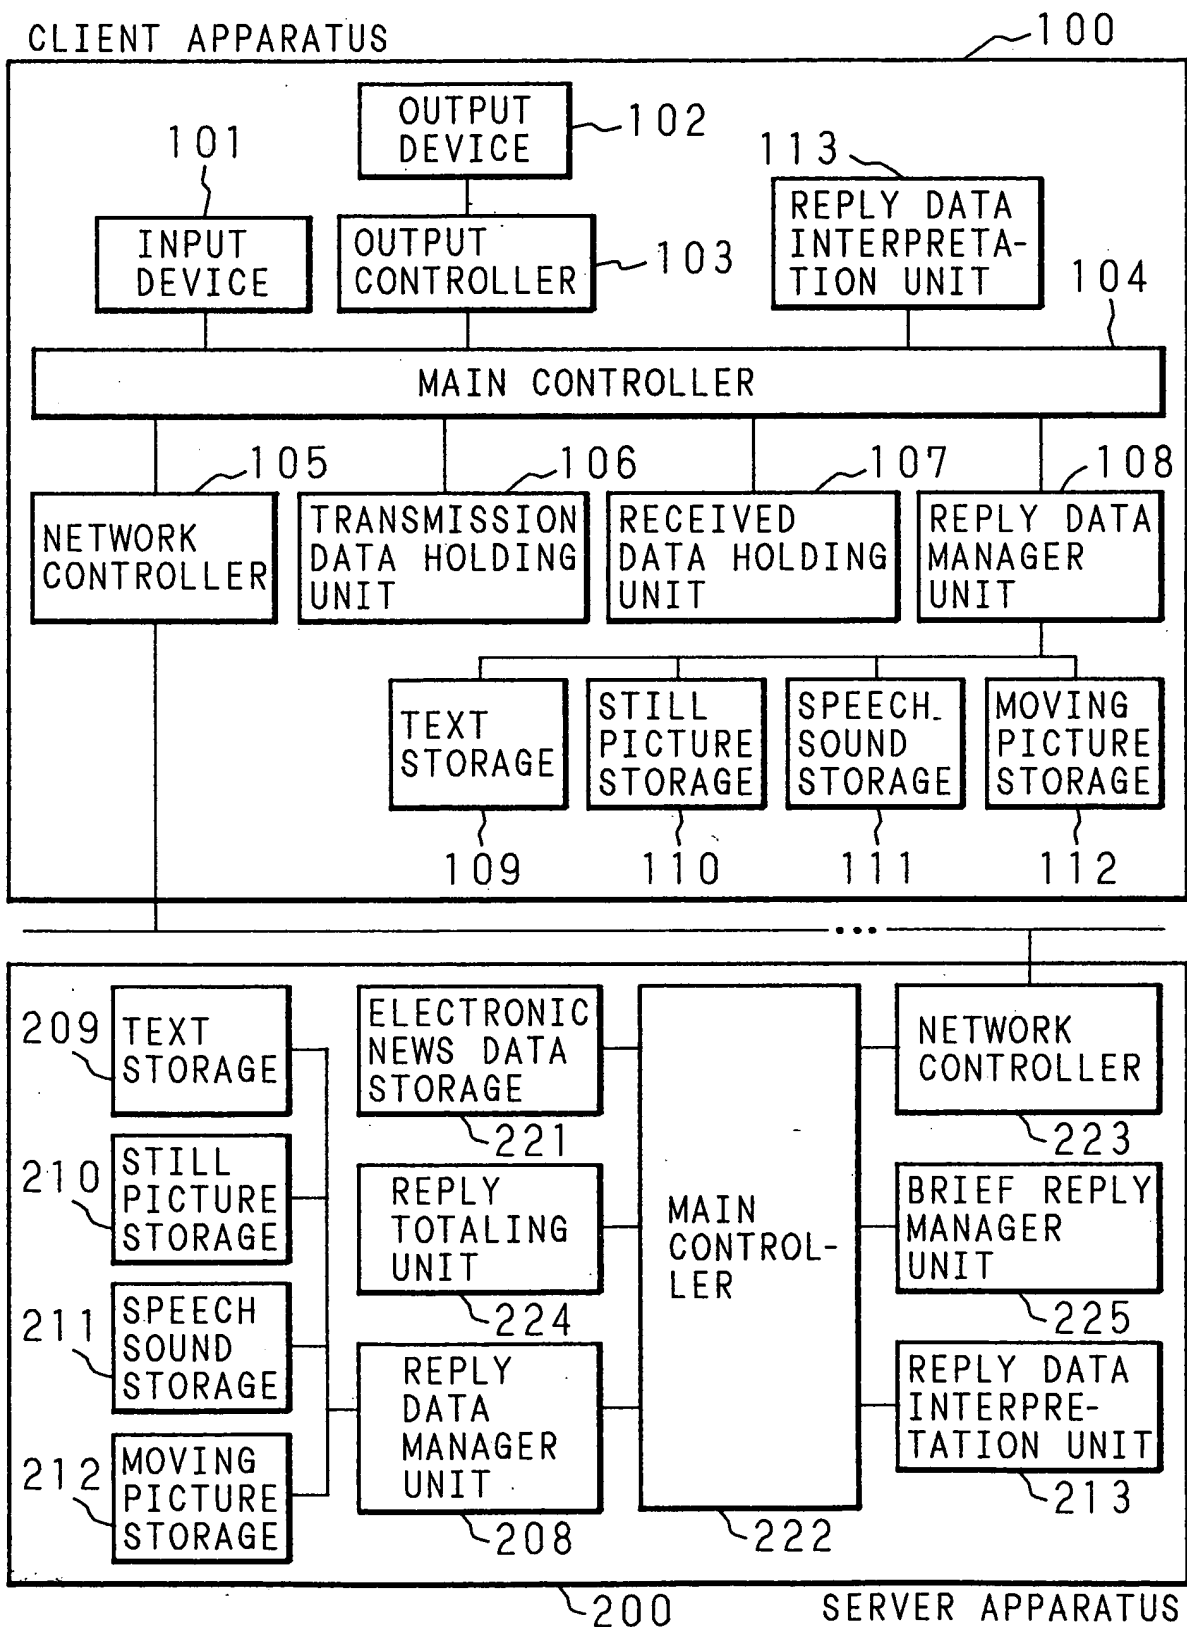 CLIENT APPARATUS
100
OUTPUT
DEVICE
102
101
113
INPUT
DEVICE
OUTPUT
CONTROLLER
103
REPLY DATA
INTERPRETA-
TION UNIT
104
MAIN CONTROLLER
105
106
107
108
NETWORK
CONTROLLER
TRANSMISSION
DATA HOLDING
UNIT
RECEIVED
DATA HOLDING
UNIT
REPLY DATA
MANAGER
UNIT
TEXT
STORAGE
STILL
PICTURE
STORAGE
SPEECH
SOUND
STORAGE
MOVING
PICTURE
STORAGE
109
110
111
112
...
209
TEXT
STORAGE
ELECTRONIC
NEWS DATA
STORAGE
221
NETWORK
CONTROLLER
223
210
STILL
PICTURE
STORAGE
REPLY
TOTALING
UNIT
224
MAIN
CONTROL-
LER
BRIEF REPLY
MANAGER
UNIT
225
211
SPEECH
SOUND
STORAGE
REPLY
DATA
MANAGER
UNIT
208
REPLY DATA
INTERPRE-
TATION UNIT
213
212
MOVING
PICTURE
STORAGE
222
200
SERVER APPARATUS